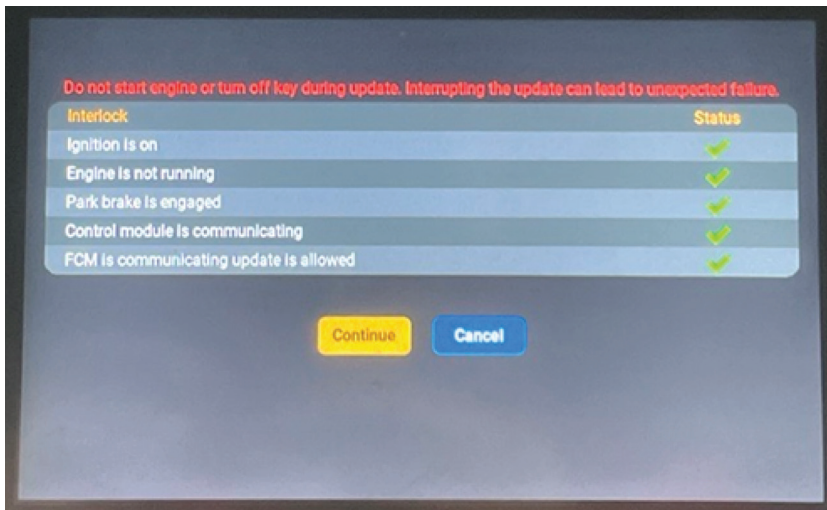 Do not start engine or turn off key during update. Interrupting the update can lead to unexpected failure.
Interlock Status
Ignition is on
Engine is not running
Park brake is engaged
Control module is communicating
FCM is communicating update is allowed
Continue Cancel